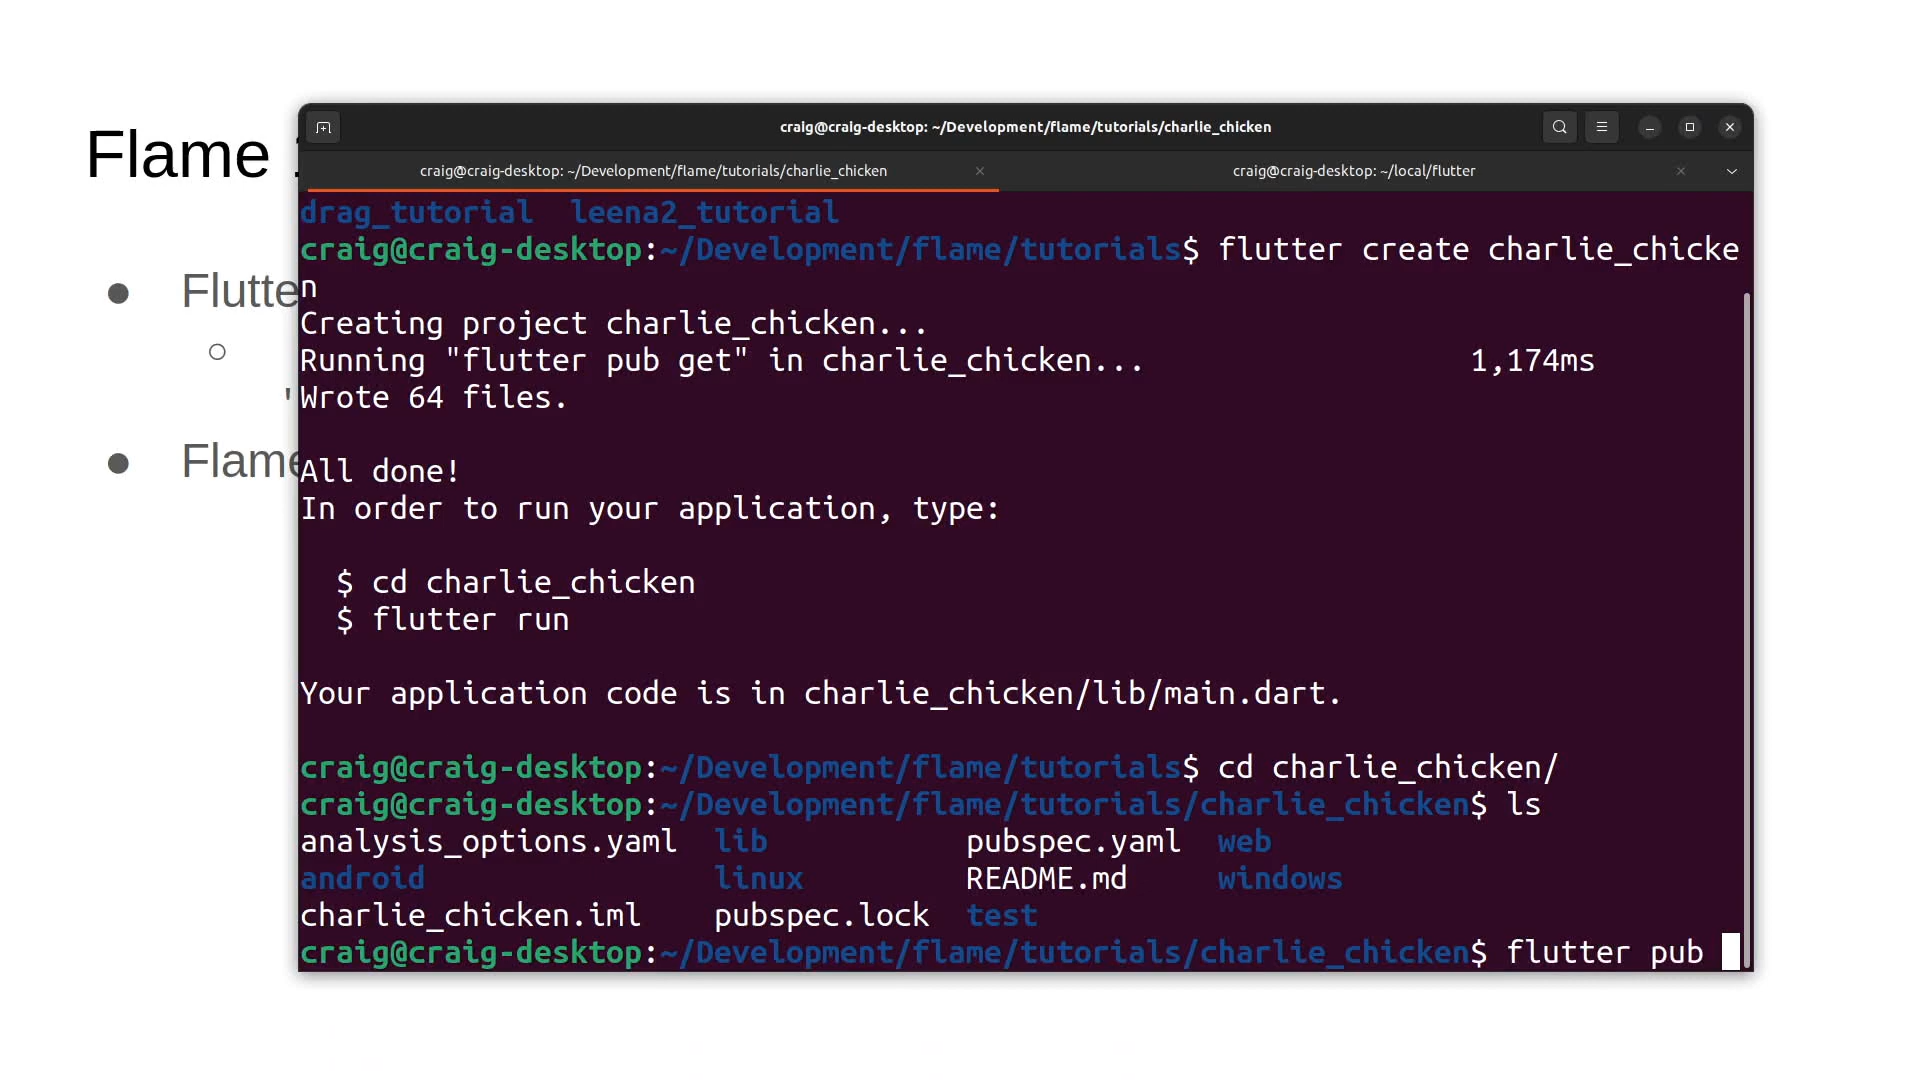 craig@craig-desktop: ~/Development/flame/tutorials/charlie_chicken
craig@craig-desktop: ~/Development/flame/tutorials/charlie_chicken
craig@craig-desktop: ~/local/flutter
Flame
drag_tutorial leena2_tutorial
craig@craig-desktop:~/Development/flame/tutorials$ flutter create charlie_chicke
n
Flutte
Creating project charlie_chicken...
Running "flutter pub get" in charlie_chicken... 1,174ms
Wrote 64 files.
Flame
All done!
In order to run your application, type:
$ cd charlie_chicken
$ flutter run
Your application code is in charlie_chicken/lib/main.dart.
craig@craig-desktop:~/Development/flame/tutorials$ cd charlie_chicken/
craig@craig-desktop:~/Development/flame/tutorials/charlie_chicken$ ls
analysis_options.yaml lib pubspec.yaml web
android linux README.md windows
charlie_chicken.iml pubspec.lock test
craig@craig-desktop:~/Development/flame/tutorials/charlie_chicken$ flutter pub